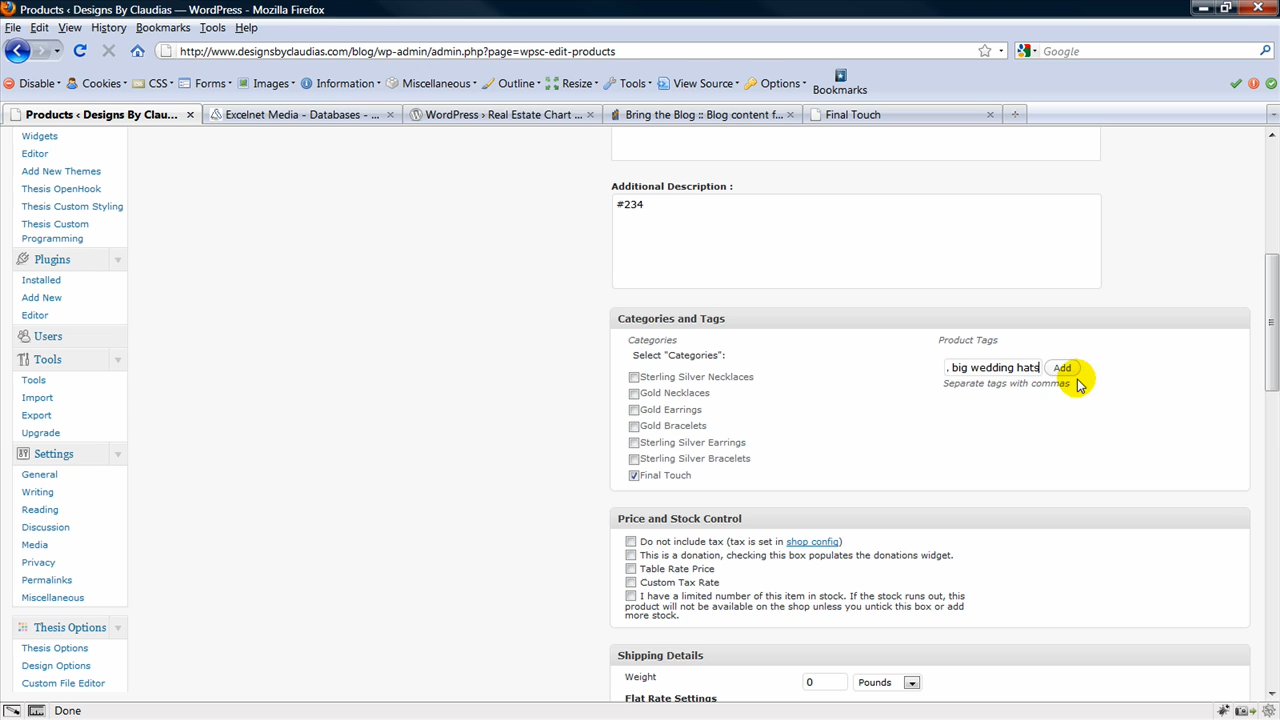 Products ‹ Designs By Claudias — WordPress - Mozilla Firefox
File Edit View History Bookmarks Tools Help
http://www.designsbyclaudias.com/blog/wp-admin/admin.php?page=wpsc-edit-products
Google
Disable Cookies CSS Forms Images Information Miscellaneous Outline Resize Tools View Source Options
Bookmarks
Products ‹ Designs By Clau...
Excelnet Media - Databases - ...
WordPress › Real Estate Chart ...
Bring the Blog :: Blog content f...
Final Touch
Widgets
Editor
Add New Themes
Thesis OpenHook
Thesis Custom Styling
Thesis Custom
Programming
Plugins
Installed
Add New
Editor
Users
Tools
Tools
Import
Export
Upgrade
Settings
General
Writing
Reading
Discussion
Media
Privacy
Permalinks
Miscellaneous
Thesis Options
Thesis Options
Design Options
Custom File Editor
Additional Description :
#234
Categories and Tags
Categories
Select "Categories":
Sterling Silver Necklaces
Gold Necklaces
Gold Earrings
Gold Bracelets
Sterling Silver Earrings
Sterling Silver Bracelets
Final Touch
Product Tags
, big wedding hats
Add
Separate tags with commas
Price and Stock Control
Do not include tax (tax is set in shop config)
This is a donation, checking this box populates the donations widget.
Table Rate Price
Custom Tax Rate
I have a limited number of this item in stock. If the stock runs out, this
product will not be available on the shop unless you untick this box or add
more stock.
Shipping Details
Weight
0
Pounds
Flat Rate Settings
Done